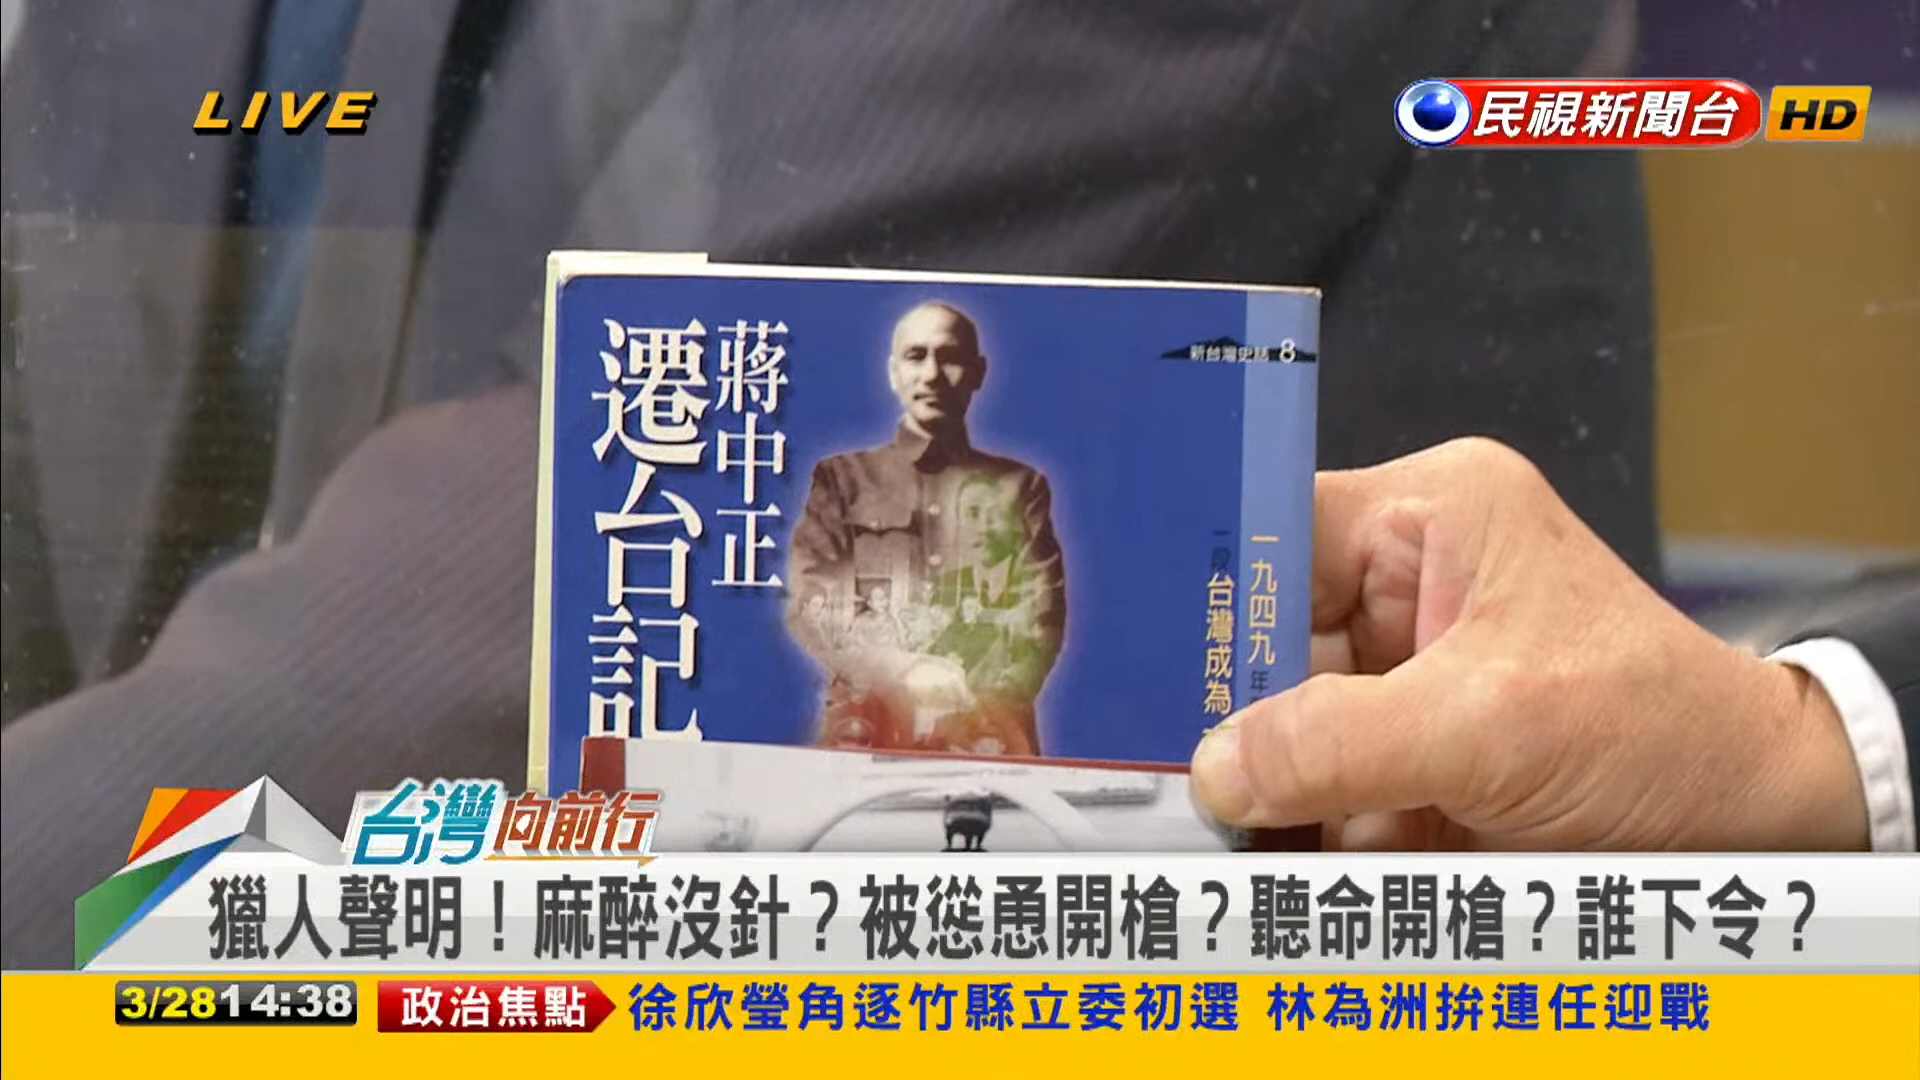 LIVE
民視新聞台 HD
蔣中正
遷台記
新台灣史話 8
一九四九年
一段台灣成為
台灣向前行
獵人聲明！麻醉沒針？被慫恿開槍？聽命開槍？誰下令？
3/28 14:38 政治焦點 徐欣瑩角逐竹縣立委初選 林為洲拚連任迎戰